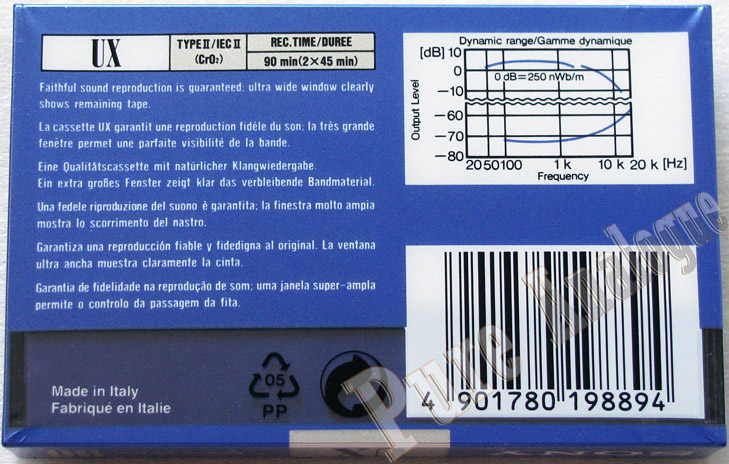 UX
TYPE II/IEC II
(CrO₂)
REC.TIME/DUREE
90 min(2×45 min)
Faithful sound reproduction is guaranteed: ultra wide window clearly
shows remaining tape.
La cassette UX garantit une reproduction fidèle du son: la très grande
fenêtre permet une parfaite visibilité de la bande.
Eine Qualitätscassette mit natürlicher Klangwiedergabe.
Ein extra großes Fenster zeigt klar das verbleibende Bandmaterial.
Una fedele riproduzione del suono è garantita; la finestra molto ampia
mostra lo scorrimento del nastro.
Garantiza una reproducción fiable y fidedigna al original. La ventana
ultra ancha muestra claramente la cinta.
Garantia de fidelidade na reprodução de som; uma janela super-ampla
permite o controlo da passagem da fita.
Dynamic range/Gamme dynamique
[dB]
10
0
-10
-60
-70
-80
0 dB=250 nWb/m
Output Level
20 50 100 1 k 10 k 20 k [Hz]
Frequency
Made in Italy
Fabriqué en Italie
05
PP
4 901780 198894
Pure Analogue
SONY
UX